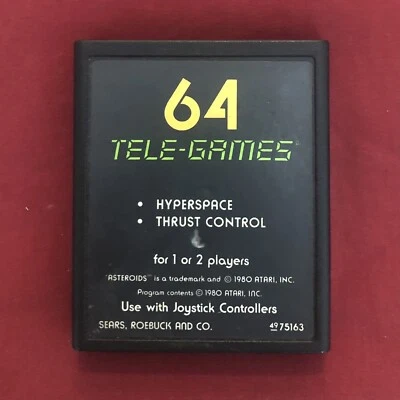 64
TELE-GAMES
• HYPERSPACE
• THRUST CONTROL
for 1 or 2 players
"ASTEROIDS" is a trademark and © 1980 ATARI, INC.
Program contents © 1980 ATARI, INC.
Use with Joystick Controllers
SEARS, ROEBUCK AND CO. 49 75163